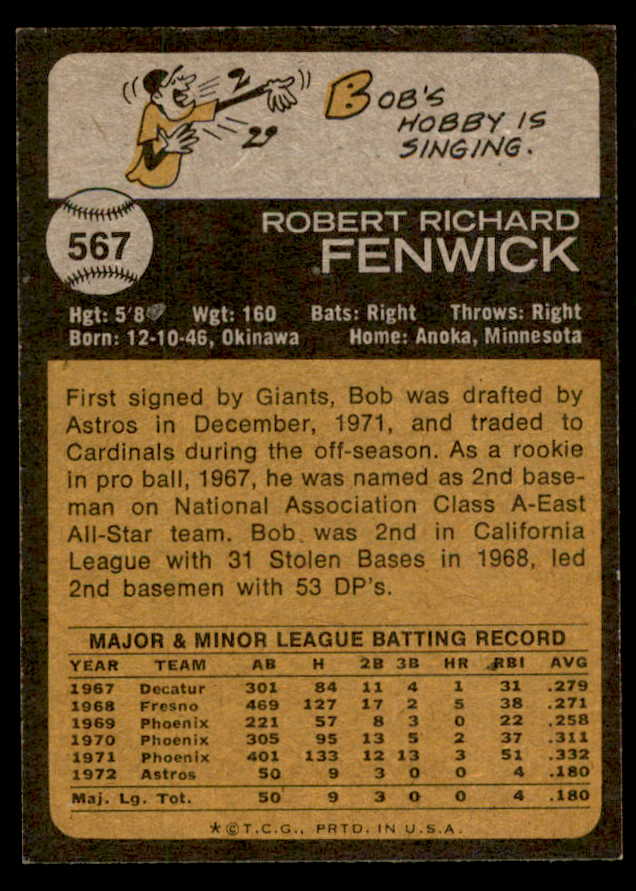 BOB'S
HOBBY IS
SINGING.
567
ROBERT RICHARD
FENWICK
Hgt: 5'8 Wgt: 160 Bats: Right Throws: Right
Born: 12-10-46, Okinawa Home: Anoka, Minnesota
First signed by Giants, Bob was drafted by
Astros in December, 1971, and traded to
Cardinals during the off-season. As a rookie
in pro ball, 1967, he was named as 2nd base-
man on National Association Class A-East
All-Star team. Bob was 2nd in California
League with 31 Stolen Bases in 1968, led
2nd basemen with 53 DP's.
MAJOR & MINOR LEAGUE BATTING RECORD
YEAR TEAM AB H 2B 3B HR RBI AVG
1967 Decatur 301 84 11 4 1 31 .279
1968 Fresno 469 127 17 2 5 38 .271
1969 Phoenix 221 57 8 3 0 22 .258
1970 Phoenix 305 95 13 5 2 37 .311
1971 Phoenix 401 133 12 13 3 51 .332
1972 Astros 50 9 3 0 0 4 .180
Maj. Lg. Tot. 50 9 3 0 0 4 .180
*©T.C.G., PRTD. IN U.S.A.